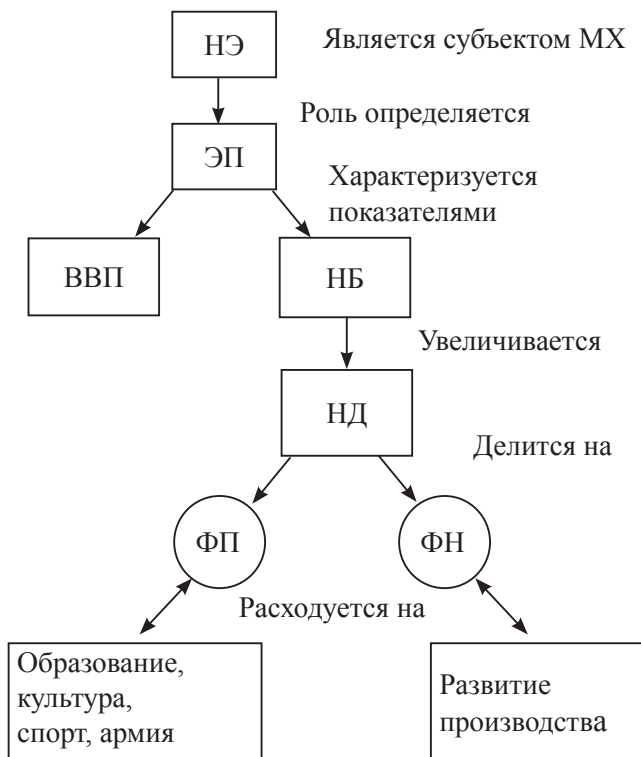 НЭ
Является субъектом МХ
Роль определяется
ЭП
Характеризуется
показателями
ВВП
НБ
Увеличивается
НД
Делится на
ФП
ФН
Расходуется на
Образование,
культура,
спорт, армия
Развитие
производства